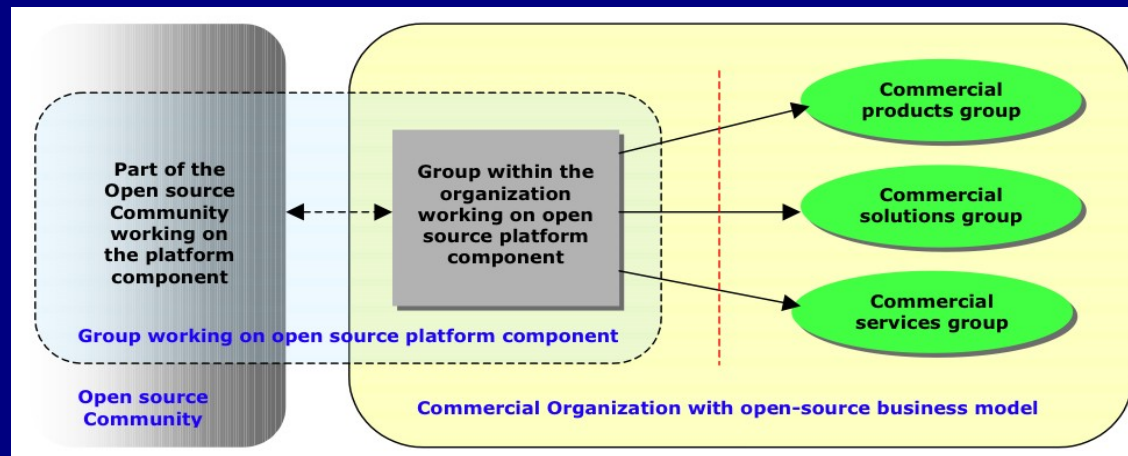 Part of the
Open source
Community
working on
the platform
component
Group within the
organization
working on open
source platform
component
Commercial
products group
Commercial
solutions group
Commercial
services group
Group working on open source platform component
Open source
Community
Commercial Organization with open-source business model